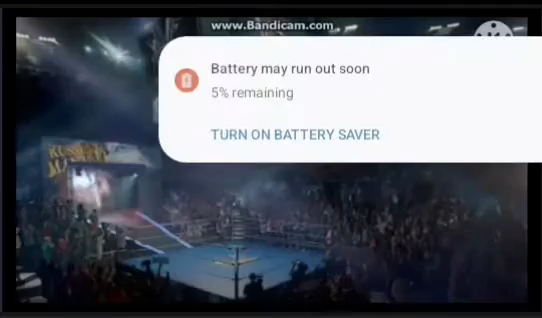 www.Bandicam.com
Battery may run out soon
5% remaining
TURN ON BATTERY SAVER